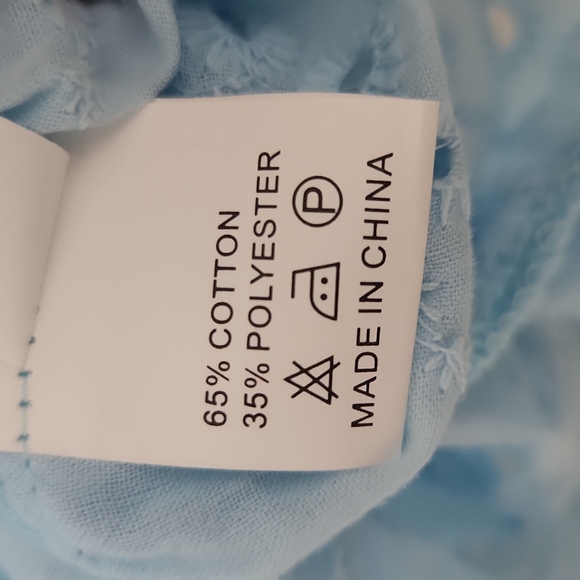 65% COTTON
35% POLYESTER
P
MADE IN CHINA